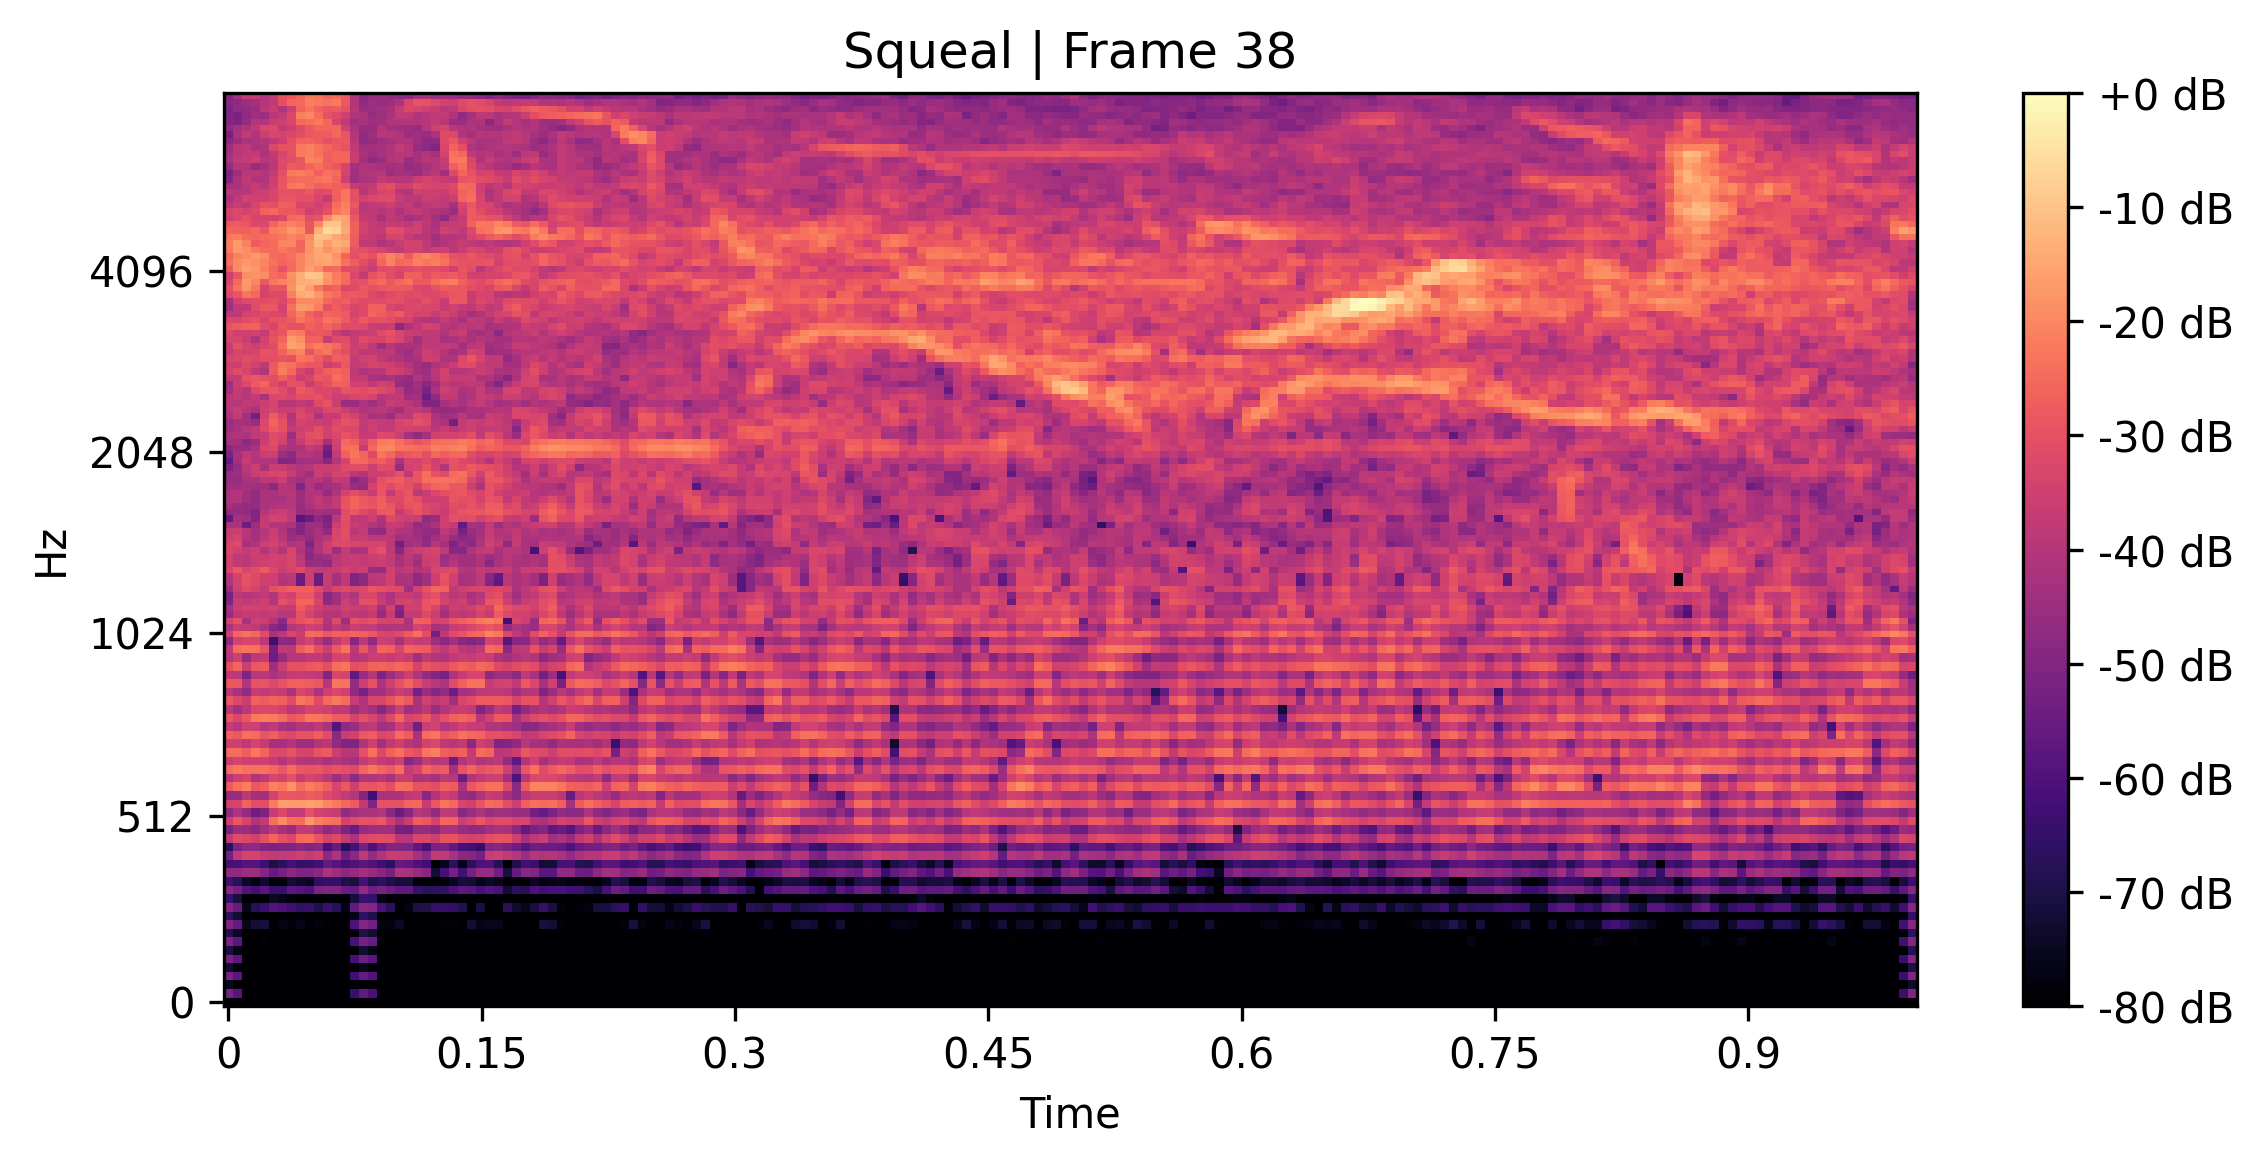 Squeal | Frame 38
Hz
4096
2048
1024
512
0
0 0.15 0.3 0.45 0.6 0.75 0.9
Time
+0 dB
-10 dB
-20 dB
-30 dB
-40 dB
-50 dB
-60 dB
-70 dB
-80 dB